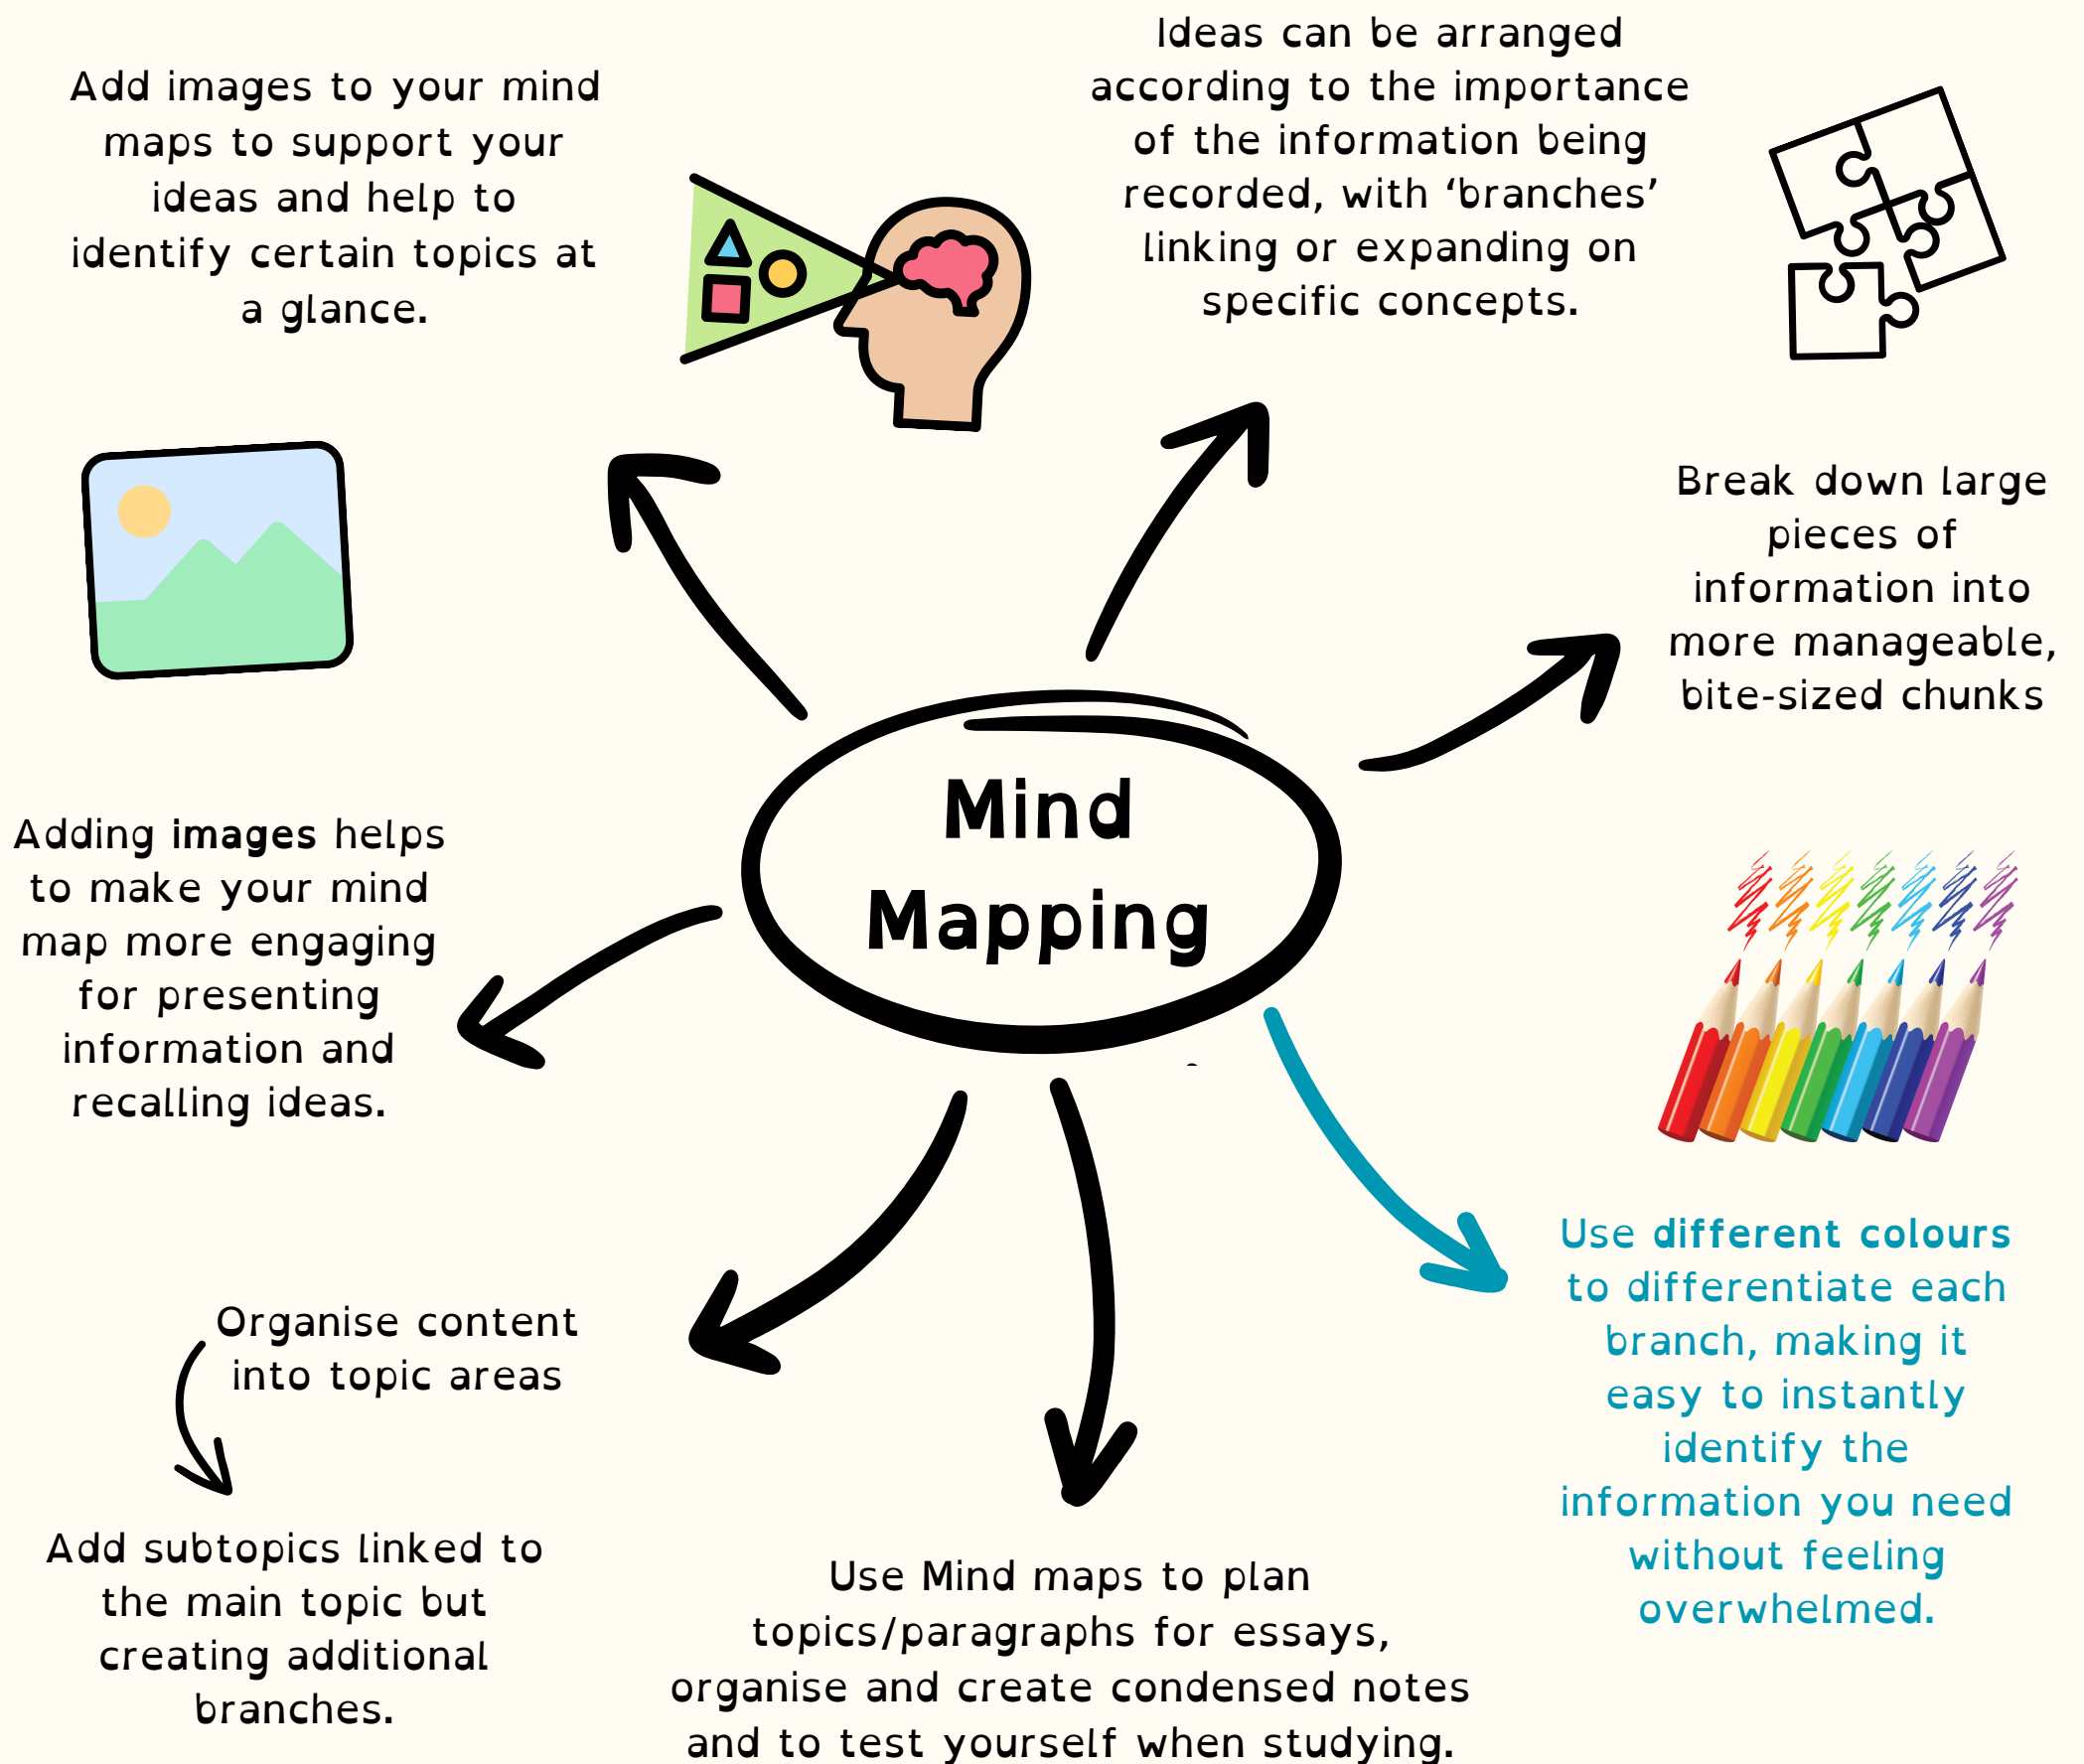 Add images to your mind
maps to support your
ideas and help to
identify certain topics at
a glance.
Ideas can be arranged
according to the importance
of the information being
recorded, with ‘branches’
linking or expanding on
specific concepts.
Break down large
pieces of
information into
more manageable,
bite-sized chunks
Mind
Mapping
Adding images helps
to make your mind
map more engaging
for presenting
information and
recalling ideas.
Use different colours
to differentiate each
branch, making it
easy to instantly
identify the
information you need
without feeling
overwhelmed.
Organise content
into topic areas
Add subtopics linked to
the main topic but
creating additional
branches.
Use Mind maps to plan
topics/paragraphs for essays,
organise and create condensed notes
and to test yourself when studying.